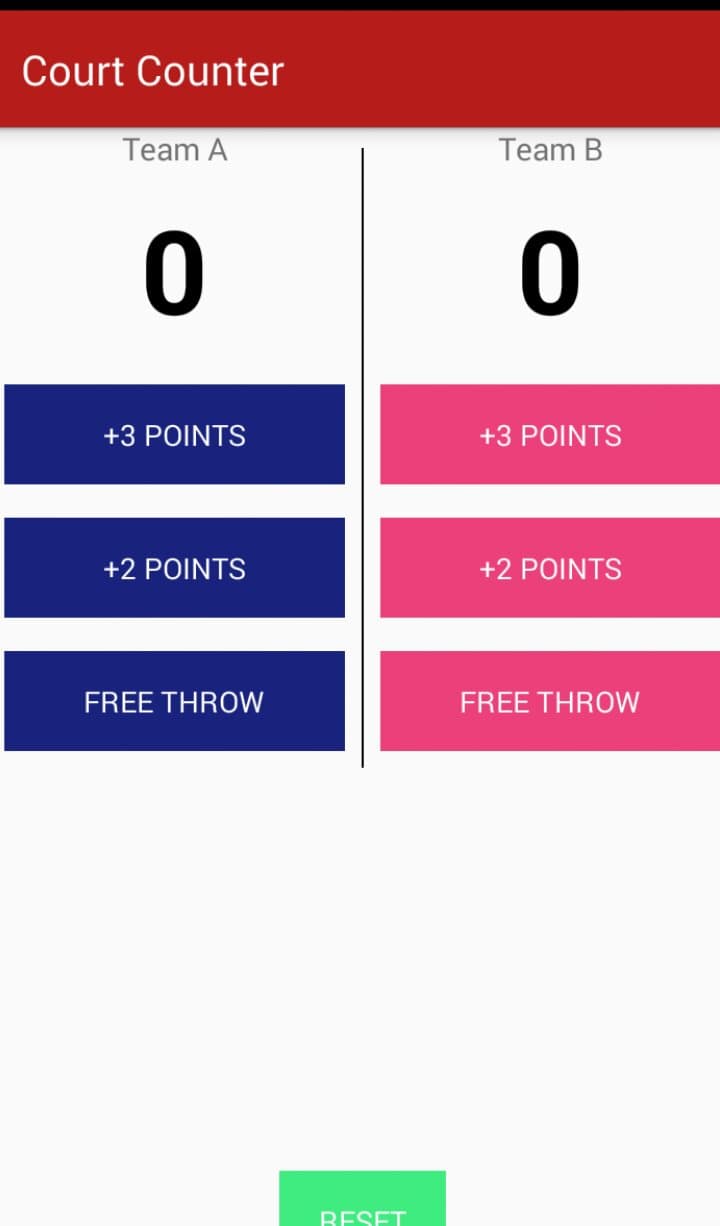 Court Counter
Team A
Team B
0
0
+3 POINTS
+3 POINTS
+2 POINTS
+2 POINTS
FREE THROW
FREE THROW
RESET